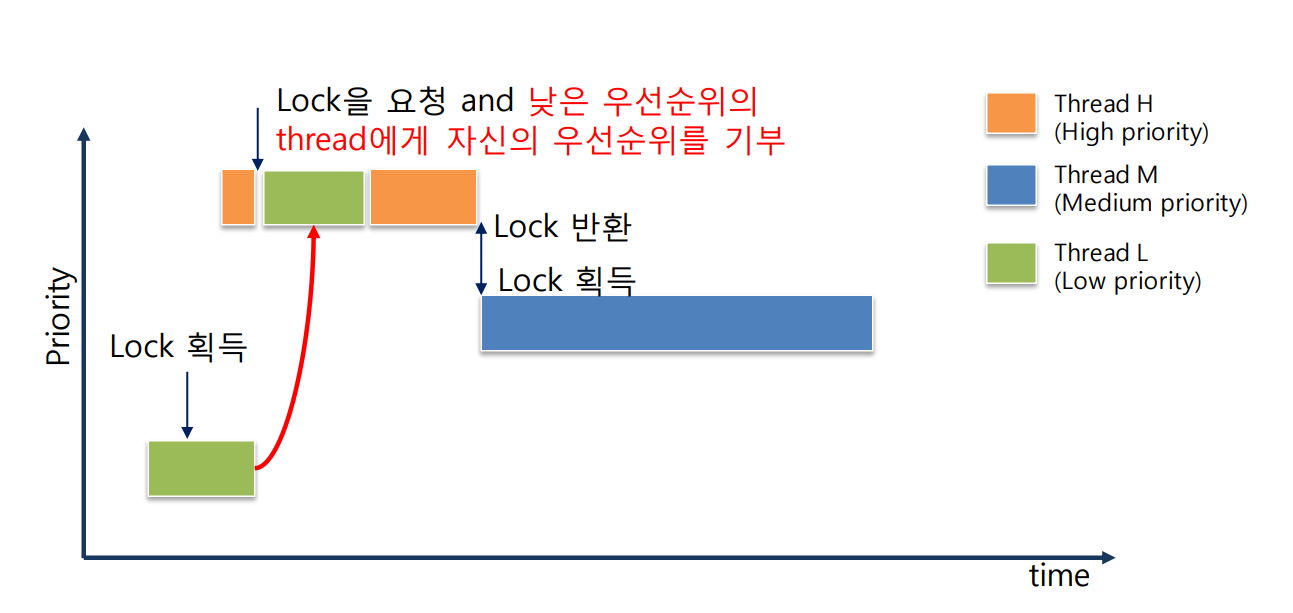 Lock을 요청 and 낮은 우선순위의
thread에게 자신의 우선순위를 기부
Thread H
(High priority)
Thread M
(Medium priority)
Thread L
(Low priority)
Lock 반환
Lock 획득
Priority
Lock 획득
time